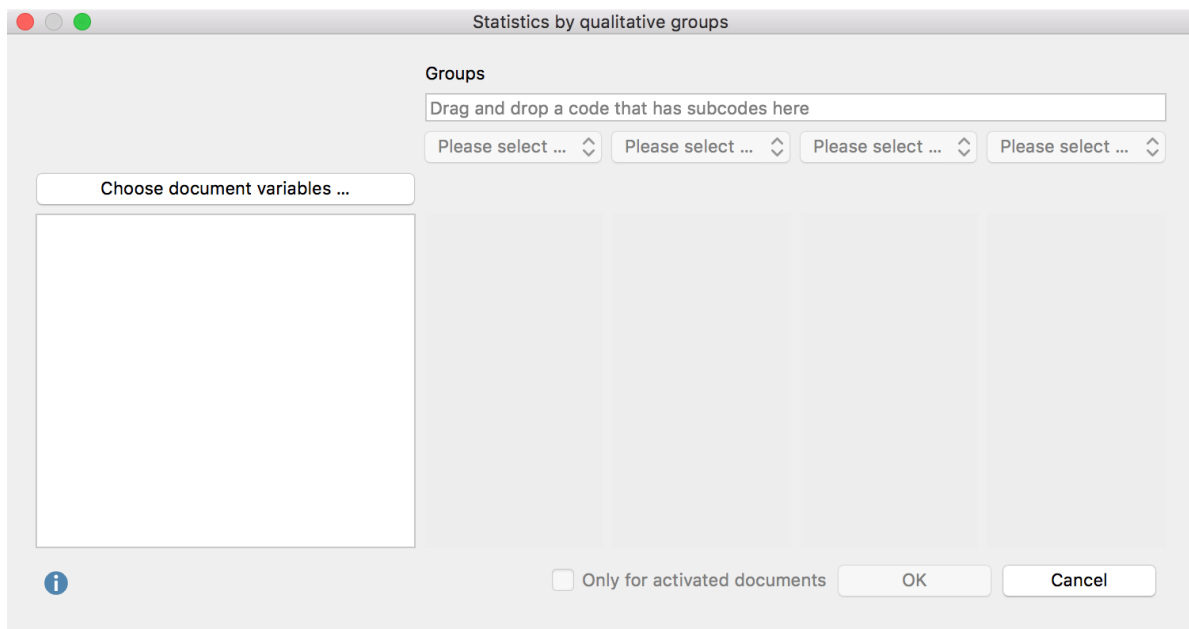 Statistics by qualitative groups
Groups
Drag and drop a code that has subcodes here
Please select ... Please select ... Please select ... Please select ...
Choose document variables ...
i Only for activated documents OK Cancel